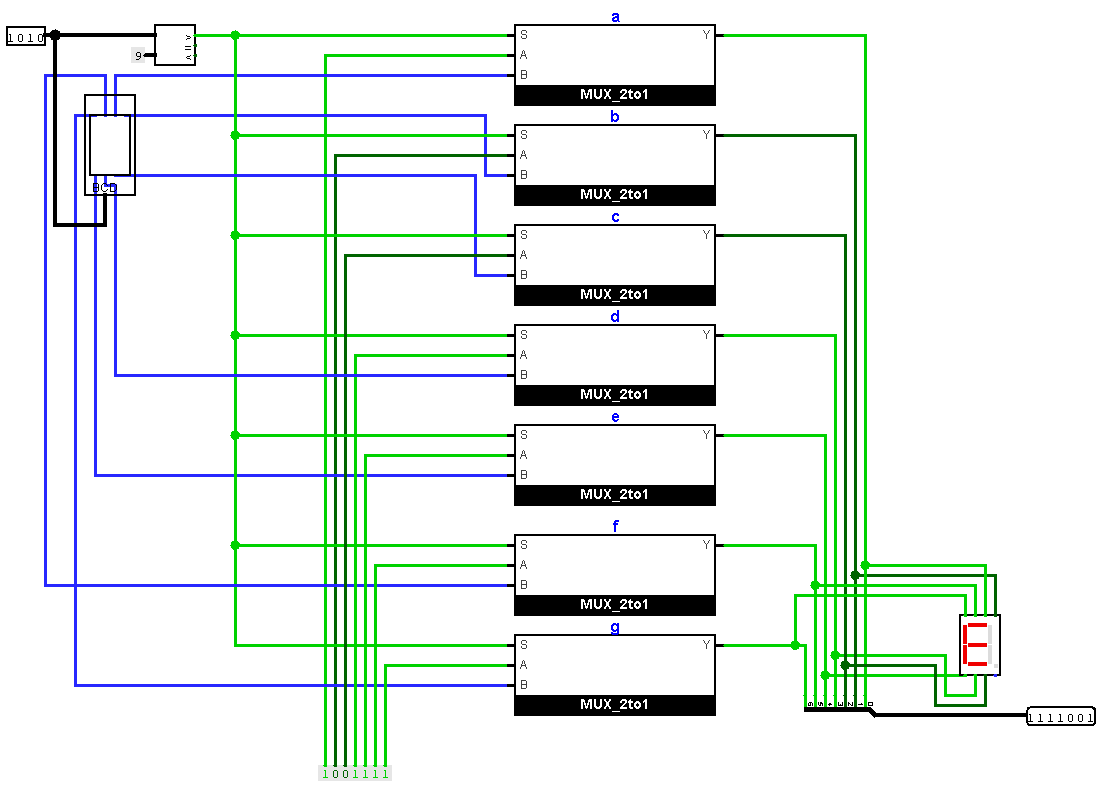 a
1010
S
Y
9
A
B
MUX_2to1
b
S
Y
A
B
MUX_2to1
BCD
c
S
Y
A
B
MUX_2to1
d
S
Y
A
B
MUX_2to1
e
S
Y
A
B
MUX_2to1
f
S
Y
A
B
MUX_2to1
g
S
Y
A
B
MUX_2to1
6 5 4 3 2 1 0
1111001
1001111